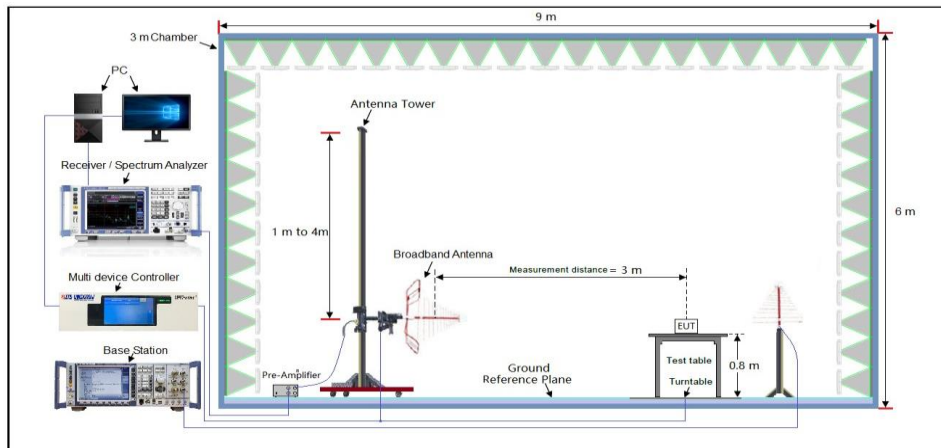 9 m
3 m Chamber
PC
Antenna Tower
Receiver / Spectrum Analyzer
6 m
1 m to 4m
Broadband Antenna
Measurement distance = 3 m
Multi device Controller
EUT
Base Station
Test table
0.8 m
Ground
Reference Plane
Pre-Amplifier
Turntable